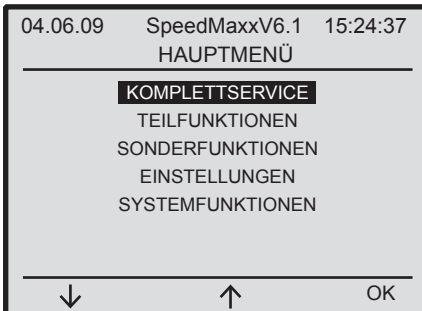 04.06.09 SpeedMaxxV6.1 15:24:37
HAUPTMENÜ
KOMPLETTSERVICE
TEILFUNKTIONEN
SONDERFUNKTIONEN
EINSTELLUNGEN
SYSTEMFUNKTIONEN
↓ ↑ OK